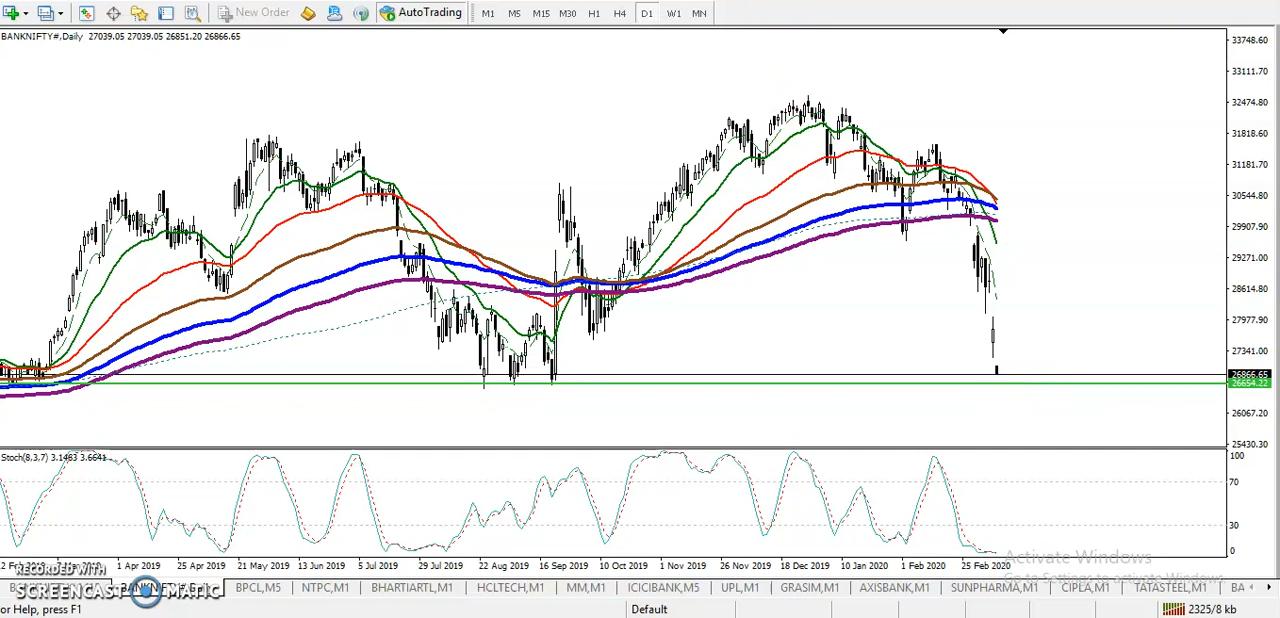 New Order AutoTrading M1 M5 M15 M30 H1 H4 D1 W1 MN
BANKNIFTY#,Daily 27039.05 27039.05 26851.20 26866.65
33748.60
33111.70
32474.80
31818.60
31181.70
30544.80
29907.90
29271.00
28614.80
27977.90
27341.00
26866.65
26654.22
26067.20
25430.30
Stoch(8,3,7) 3.1463 3.6641
100
70
30
0
1 Apr 2019 25 Apr 2019 21 May 2019 13 Jun 2019 5 Jul 2019 29 Jul 2019 22 Aug 2019 16 Sep 2019 10 Oct 2019 1 Nov 2019 26 Nov 2019 18 Dec 2019 10 Jan 2020 1 Feb 2020 25 Feb 2020
Activate Windows
Go to Settings to activate Windows.
RECORDED WITH
SCREENCAST MATIC
BPCL,M5 NTPC,M1 BHARTIARTL,M1 HCLTECH,M1 MM,M1 ICICIBANK,M5 UPL,M1 GRASIM,M1 AXISBANK,M1 SUNPHARMA,M1 CIPLA,M1 TATASTEEL,M1 BA
or Help, press F1 Default 2325/8 kb